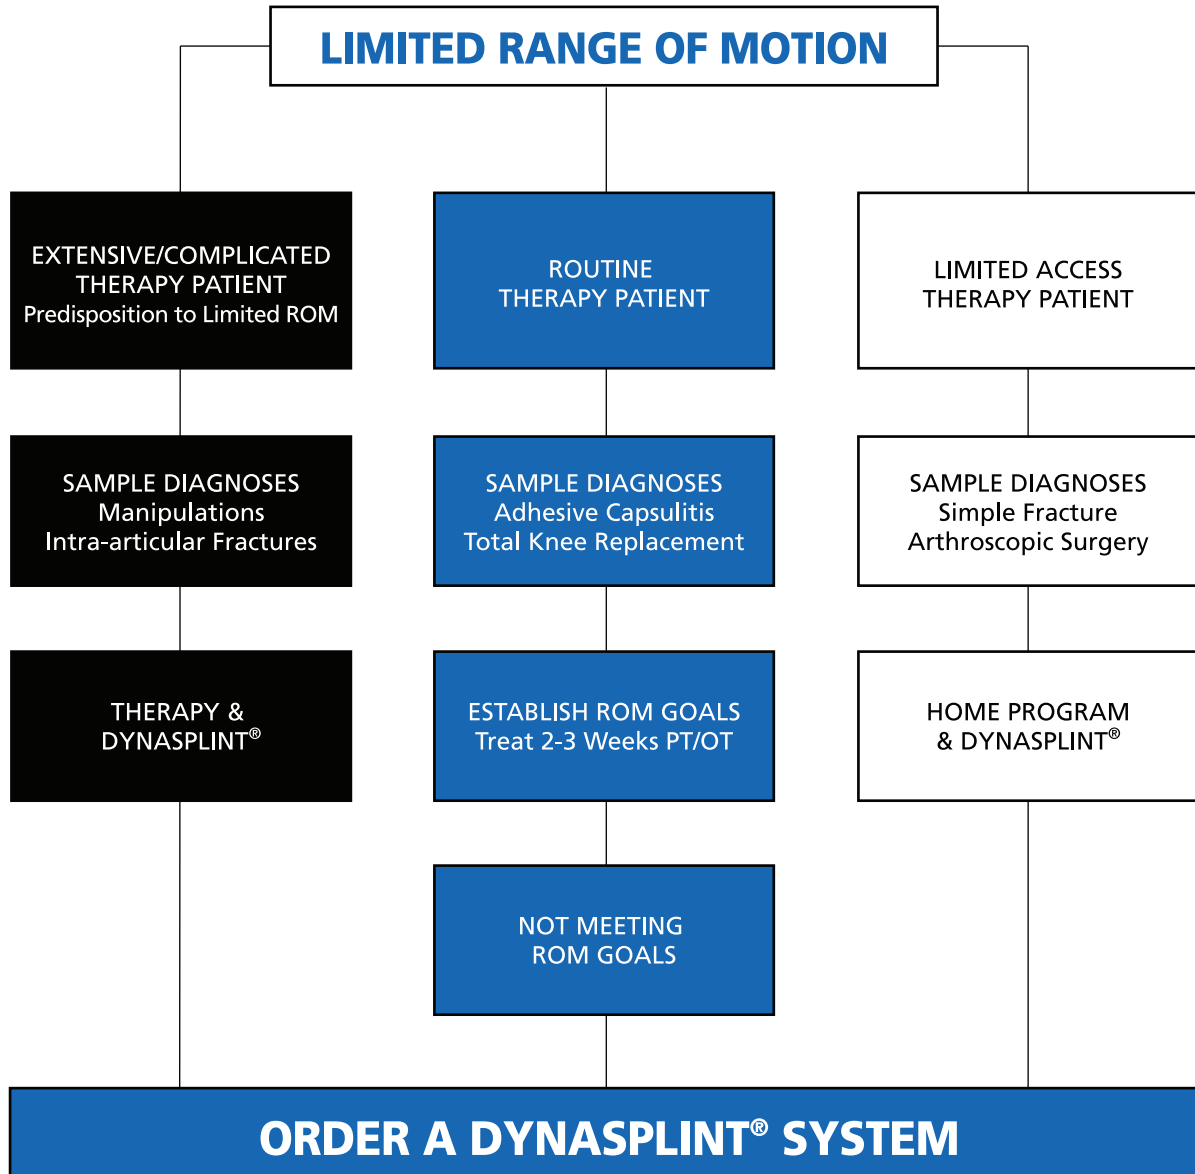 LIMITED RANGE OF MOTION
EXTENSIVE/COMPLICATED
THERAPY PATIENT
Predisposition to Limited ROM
ROUTINE
THERAPY PATIENT
LIMITED ACCESS
THERAPY PATIENT
SAMPLE DIAGNOSES
Manipulations
Intra-articular Fractures
SAMPLE DIAGNOSES
Adhesive Capsulitis
Total Knee Replacement
SAMPLE DIAGNOSES
Simple Fracture
Arthroscopic Surgery
THERAPY &
DYNASPLINT®
ESTABLISH ROM GOALS
Treat 2-3 Weeks PT/OT
HOME PROGRAM
& DYNASPLINT®
NOT MEETING
ROM GOALS
ORDER A DYNASPLINT® SYSTEM